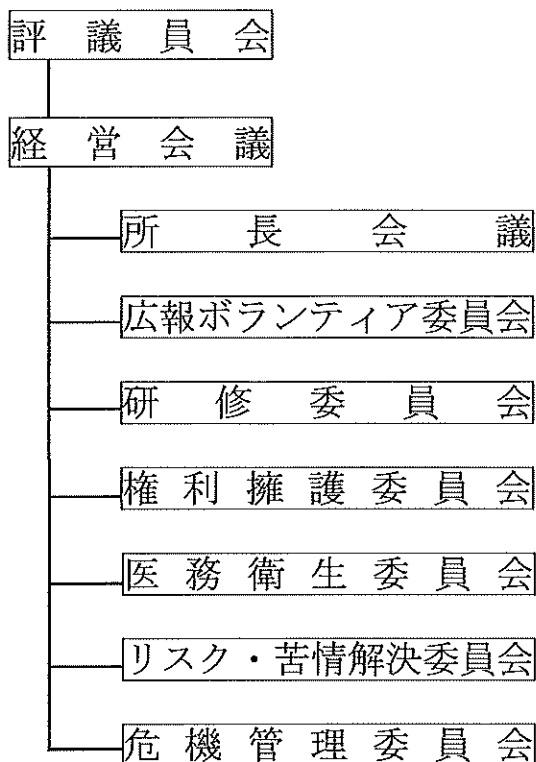 評議員会
経営会議
所長会議
広報ボランティア委員会
研修委員会
権利擁護委員会
医務衛生委員会
リスク・苦情解決委員会
危機管理委員会